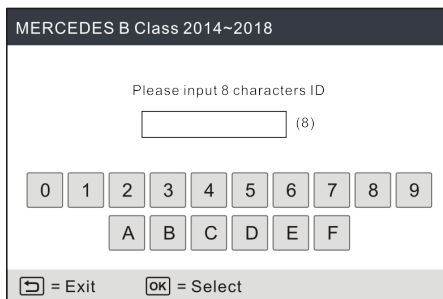 MERCEDES B Class 2014~2018
Please input 8 characters ID
(8)
0 1 2 3 4 5 6 7 8 9
A B C D E F
= Exit OK = Select